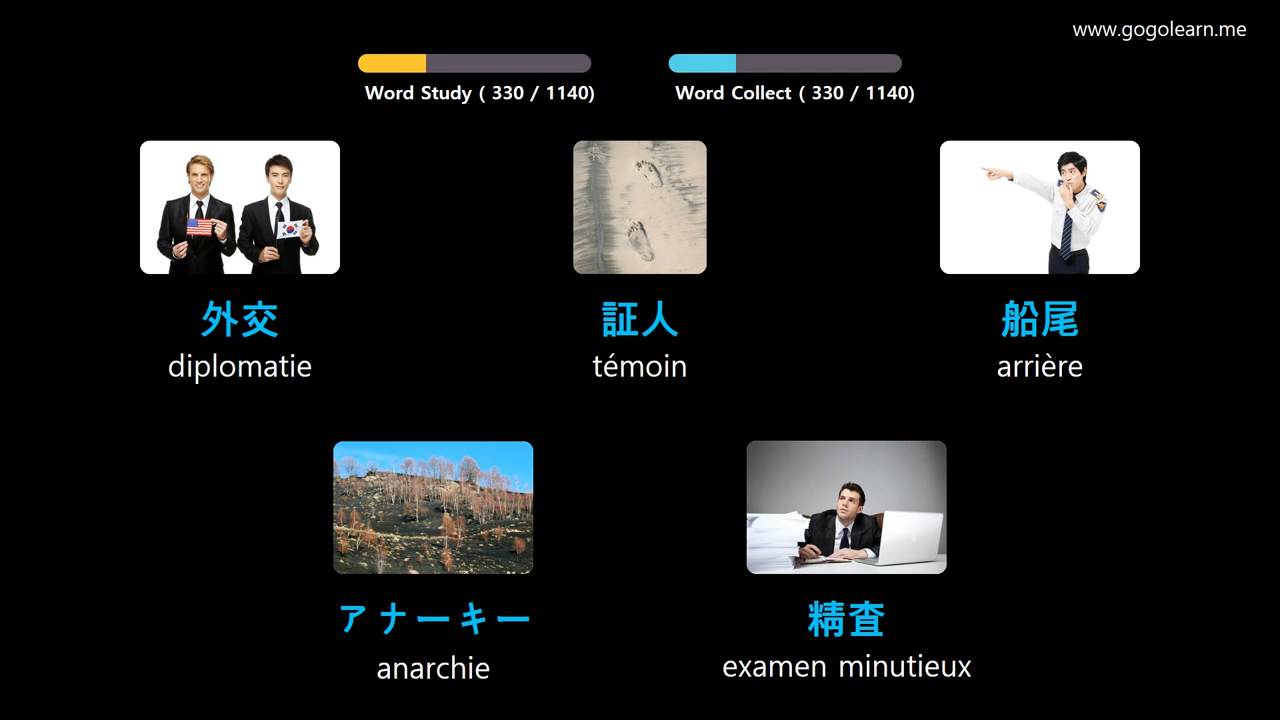 www.gogolearn.me
Word Study ( 330 / 1140)
Word Collect ( 330 / 1140)
外交
diplomatie
証人
témoin
船尾
arrière
アナーキー
anarchie
精査
examen minutieux